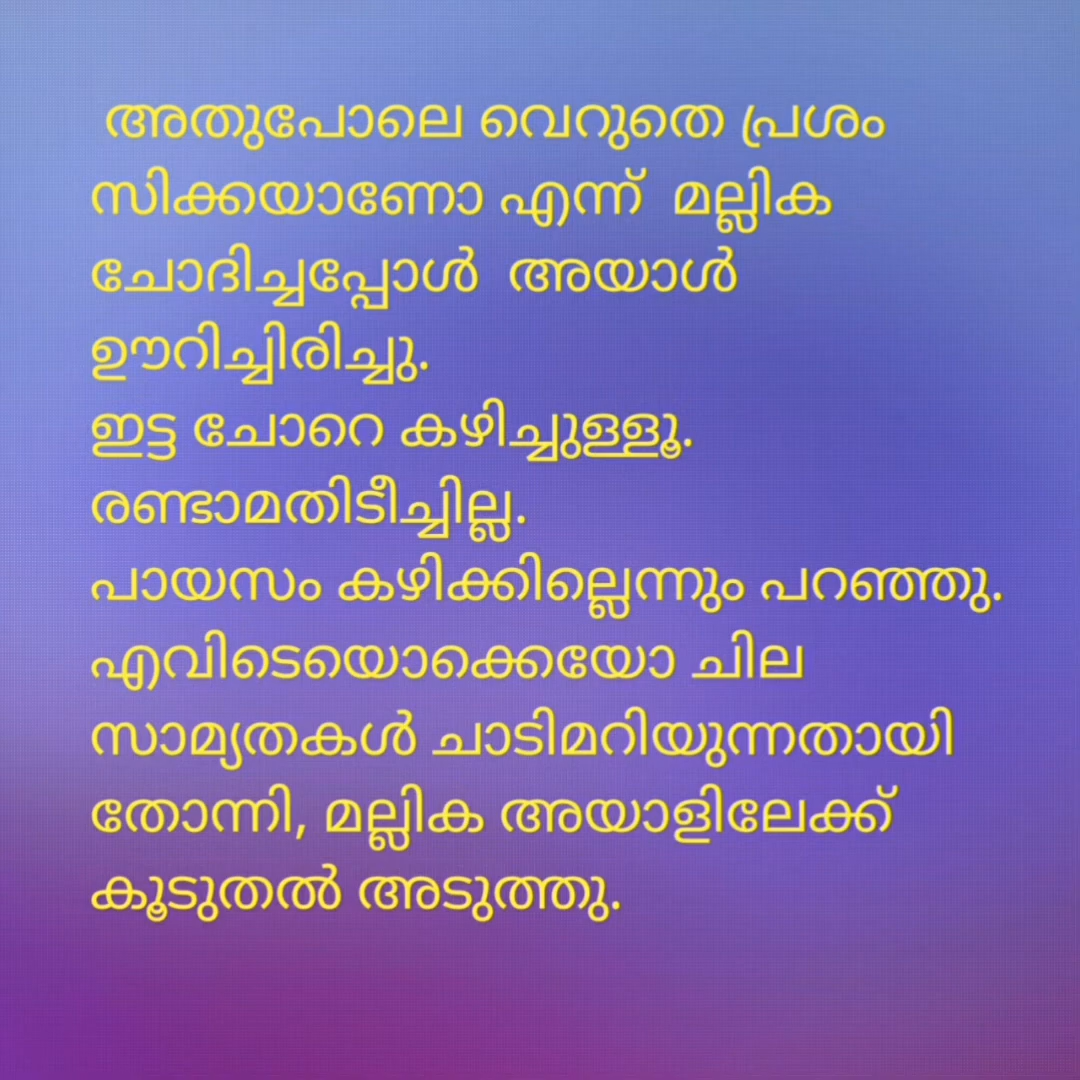 അതുപോലെ വെറുതെ പ്രശം
സിക്കയാണോ എന്ന് മല്ലിക
ചോദിച്ചപ്പോൾ അയാൾ
ഊറിച്ചിരിച്ചു.
ഇട്ട ചോറെ കഴിച്ചുള്ളൂ.
രണ്ടാമതിടീച്ചില്ല.
പായസം കഴിക്കില്ലെന്നും പറഞ്ഞു.
എവിടെയൊക്കെയോ ചില
സാമ്യതകൾ ചാടിമറിയുന്നതായി
തോന്നി, മല്ലിക അയാളിലേക്ക്
കൂടുതൽ അടുത്തു.